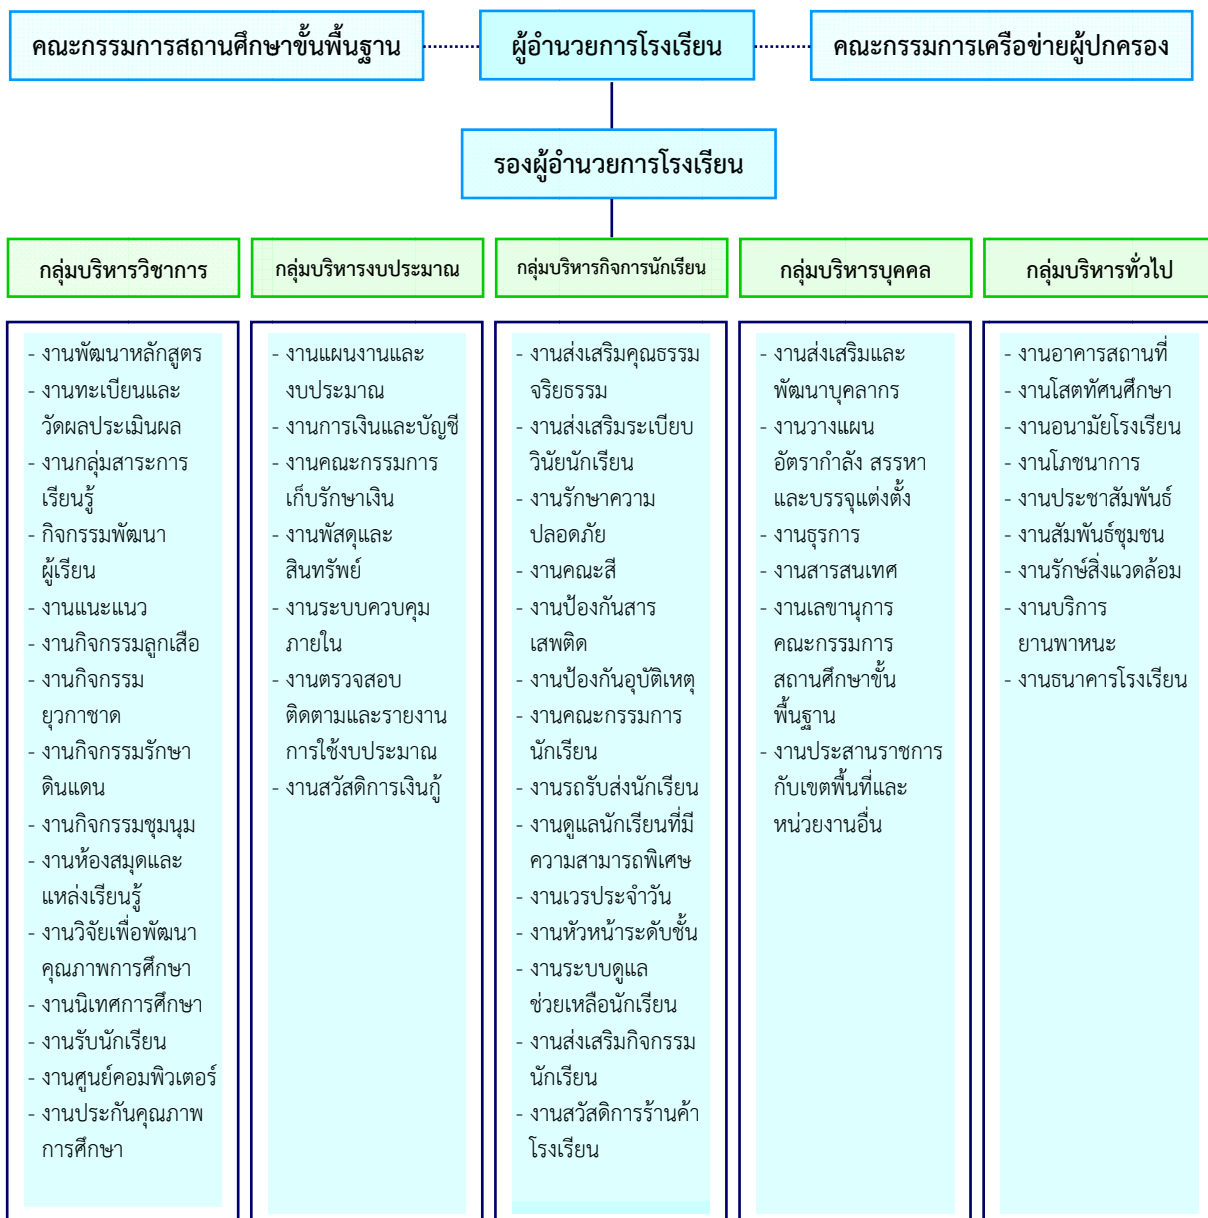 คณะกรรมการสถานศึกษาขั้นพื้นฐาน
ผู้อำนวยการโรงเรียน
คณะกรรมการเครือข่ายผู้ปกครอง
รองผู้อำนวยการโรงเรียน
กลุ่มบริหารวิชาการ
- งานพัฒนาหลักสูตร
- งานทะเบียนและ
วัดผลประเมินผล
- งานกลุ่มสาระการ
เรียนรู้
- กิจกรรมพัฒนา
ผู้เรียน
- งานแนะแนว
- งานกิจกรรมลูกเสือ
- งานกิจกรรม
ยุวกาชาด
- งานกิจกรรมรักษา
ดินแดน
- งานกิจกรรมชุมนุม
- งานห้องสมุดและ
แหล่งเรียนรู้
- งานวิจัยเพื่อพัฒนา
คุณภาพการศึกษา
- งานนิเทศการศึกษา
- งานรับนักเรียน
- งานศูนย์คอมพิวเตอร์
- งานประกันคุณภาพ
การศึกษา
กลุ่มบริหารงบประมาณ
- งานแผนงานและ
งบประมาณ
- งานการเงินและบัญชี
- งานคณะกรรมการ
เก็บรักษาเงิน
- งานพัสดุและ
สินทรัพย์
- งานระบบควบคุม
ภายใน
- งานตรวจสอบ
ติดตามและรายงาน
การใช้งบประมาณ
- งานสวัสดิการเงินกู้
กลุ่มบริหารกิจการนักเรียน
- งานส่งเสริมคุณธรรม
จริยธรรม
- งานส่งเสริมระเบียบ
วินัยนักเรียน
- งานรักษาความ
ปลอดภัย
- งานคณะสี
- งานป้องกันสาร
เสพติด
- งานป้องกันอุบัติเหตุ
- งานคณะกรรมการ
นักเรียน
- งานรถรับส่งนักเรียน
- งานดูแลนักเรียนที่มี
ความสามารถพิเศษ
- งานเวรประจำวัน
- งานหัวหน้าระดับชั้น
- งานระบบดูแล
ช่วยเหลือนักเรียน
- งานส่งเสริมกิจกรรม
นักเรียน
- งานสวัสดิการร้านค้า
โรงเรียน
กลุ่มบริหารบุคคล
- งานส่งเสริมและ
พัฒนาบุคลากร
- งานวางแผน
อัตรากำลัง สรรหา
และบรรจุแต่งตั้ง
- งานธุรการ
- งานสารสนเทศ
- งานเลขานุการ
คณะกรรมการ
สถานศึกษาขั้น
พื้นฐาน
- งานประสานราชการ
กับเขตพื้นที่และ
หน่วยงานอื่น
กลุ่มบริหารทั่วไป
- งานอาคารสถานที่
- งานโสตทัศนศึกษา
- งานอนามัยโรงเรียน
- งานโภชนาการ
- งานประชาสัมพันธ์
- งานสัมพันธ์ชุมชน
- งานรักษ์สิ่งแวดล้อม
- งานบริการ
ยานพาหนะ
- งานธนาคารโรงเรียน